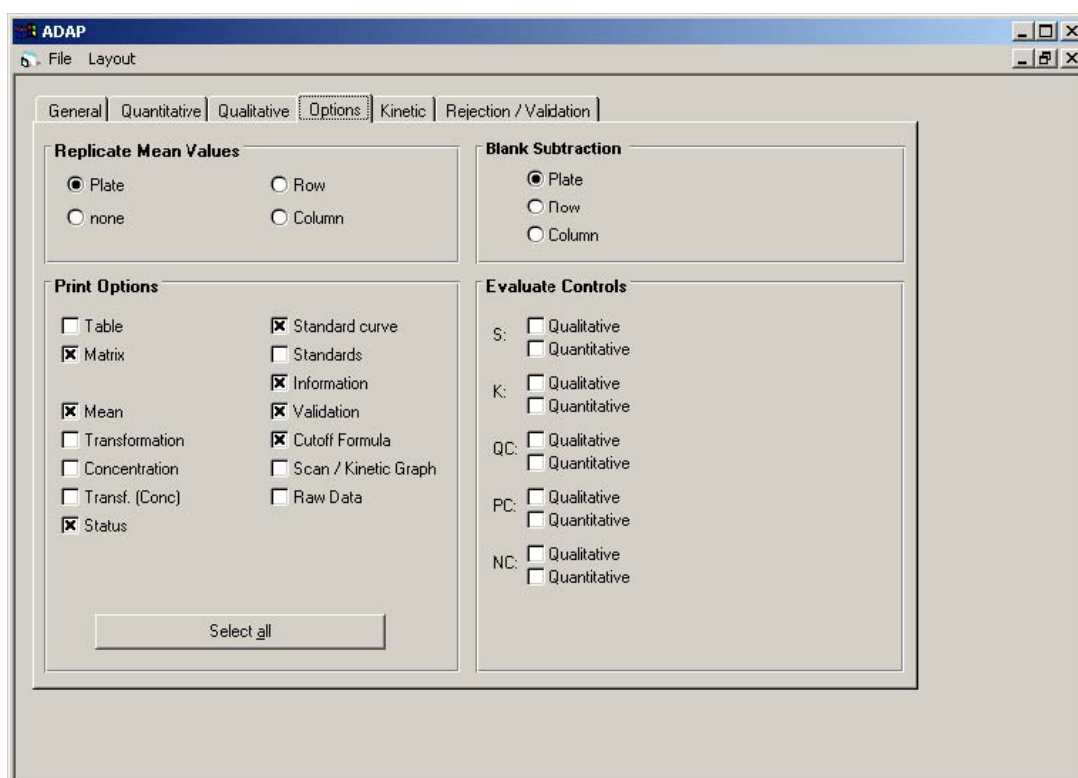 ADAP
File Layout
General Quantitative Qualitative Options Kinetic Rejection / Validation
Replicate Mean Values
Plate Row
none Column
Blank Subtraction
Plate
Row
Column
Print Options
Table Standard curve
Matrix Standards
Information
Mean Validation
Transformation Cutoff Formula
Concentration Scan / Kinetic Graph
Transf. (Conc) Raw Data
Status
Select all
Evaluate Controls
S: Qualitative
Quantitative
K: Qualitative
Quantitative
QC: Qualitative
Quantitative
PC: Qualitative
Quantitative
NC: Qualitative
Quantitative